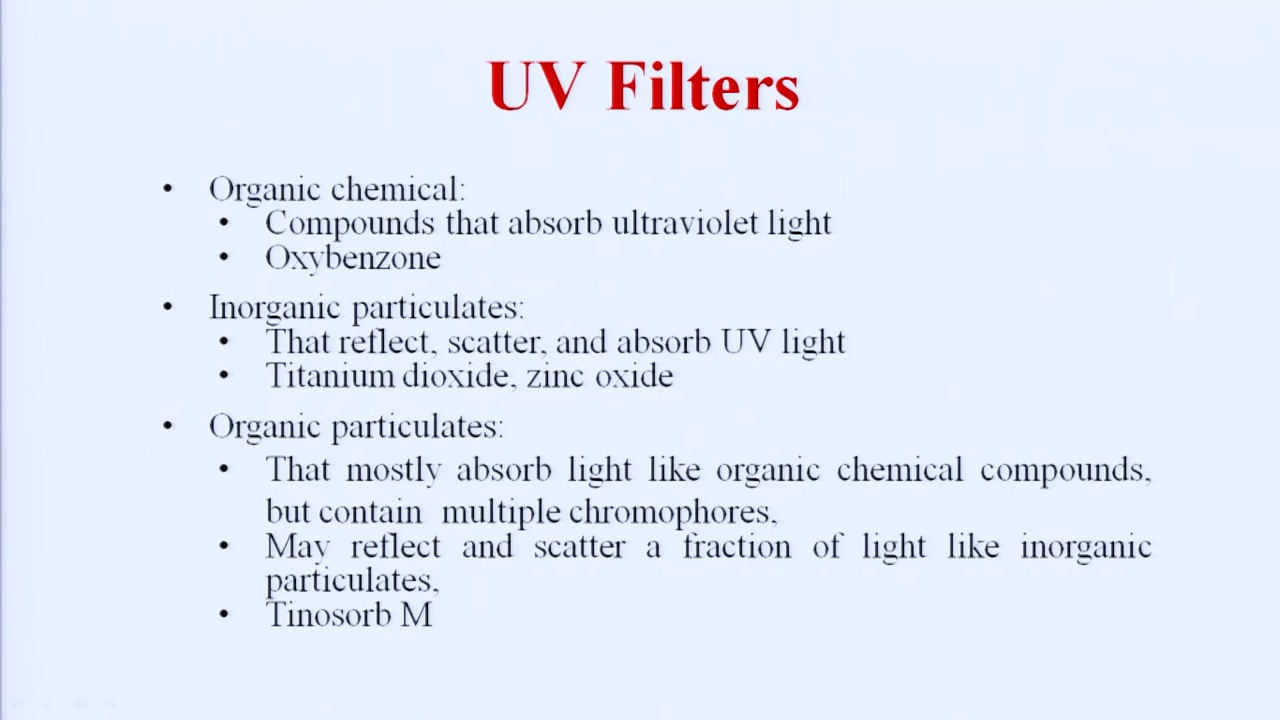 UV Filters
• Organic chemical:
• Compounds that absorb ultraviolet light
• Oxybenzone
• Inorganic particulates:
• That reflect, scatter, and absorb UV light
• Titanium dioxide, zinc oxide
• Organic particulates:
• That mostly absorb light like organic chemical compounds,
but contain multiple chromophores,
• May reflect and scatter a fraction of light like inorganic
particulates,
• Tinosorb M